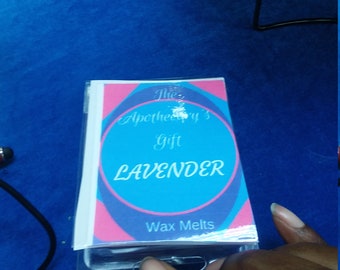 The
Apothecary's
Gift
LAVENDER
Wax Melts